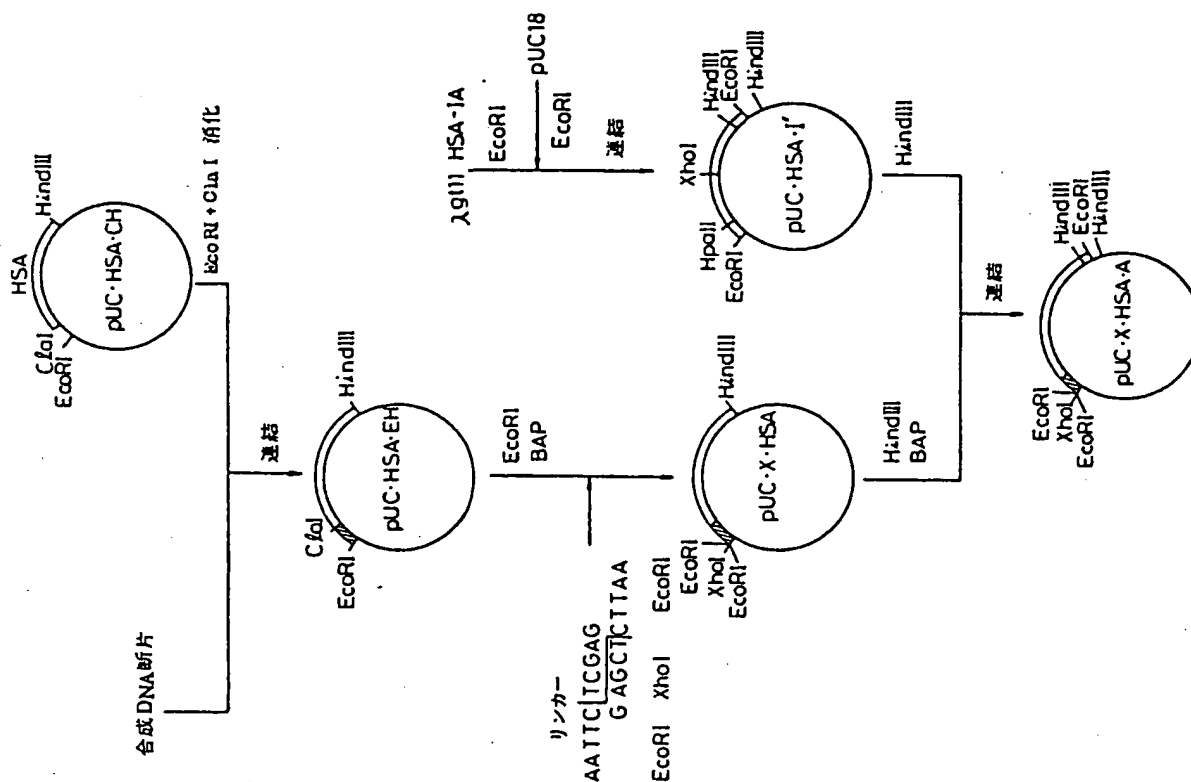 合成DNA断片
HSA
ClaI
EcoRI
HindIII
pUC·HSA·CH
EcoRI+ClaI 消化
連結
ClaI
EcoRI
HindIII
pUC·HSA·EH
EcoRI
BAP
リンカー
AATTCTCGAG
GAGCTCTTAA
EcoRI XhoI EcoRI
EcoRI
XhoI
EcoRI
HindIII
pUC·X·HSA
HindIII
BAP
λgt11 HSA-IA
EcoRI
pUC18
EcoRI
連結
XhoI
HpaII
EcoRI
HindIII
EcoRI
HindIII
pUC·HSA·I'
HindIII
連結
EcoRI
XhoI
EcoRI
HindIII
EcoRI
HindIII
pUC·X·HSA·A